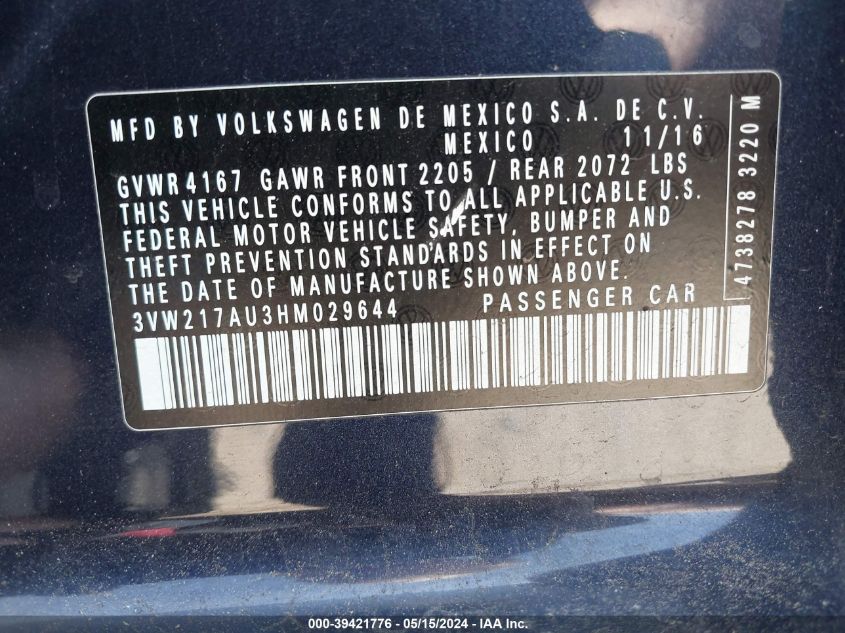 MFD BY VOLKSWAGEN DE MEXICO S.A. DE C.V.
MEXICO 11/16
GVWR 4167 GAWR FRONT 2205 / REAR 2072 LBS
THIS VEHICLE CONFORMS TO ALL APPLICABLE U.S.
FEDERAL MOTOR VEHICLE SAFETY, BUMPER AND
THEFT PREVENTION STANDARDS IN EFFECT ON
THE DATE OF MANUFACTURE SHOWN ABOVE.
3VW217AU3HM029644 PASSENGER CAR
4738278 3220 M
000-39421776 - 05/15/2024 - IAA Inc.